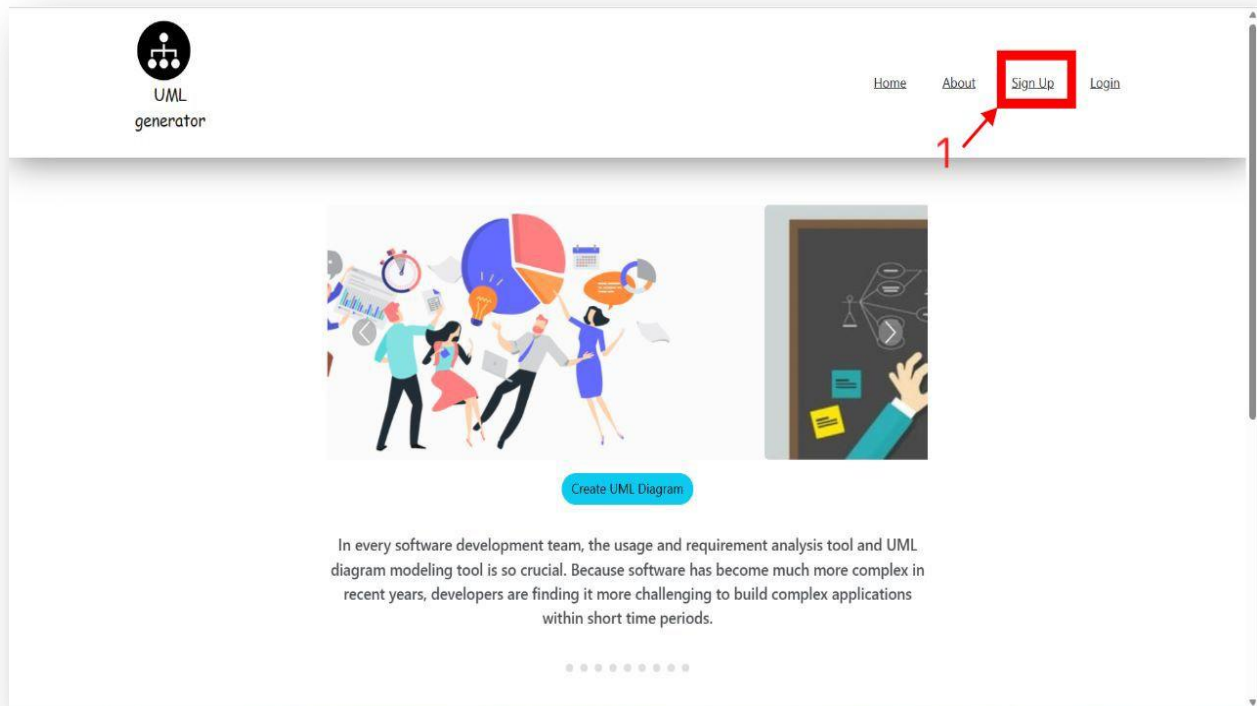 UML
generator
Home About Sign Up Login
1
Create UML Diagram
In every software development team, the usage and requirement analysis tool and UML
diagram modeling tool is so crucial. Because software has become much more complex in
recent years, developers are finding it more challenging to build complex applications
within short time periods.